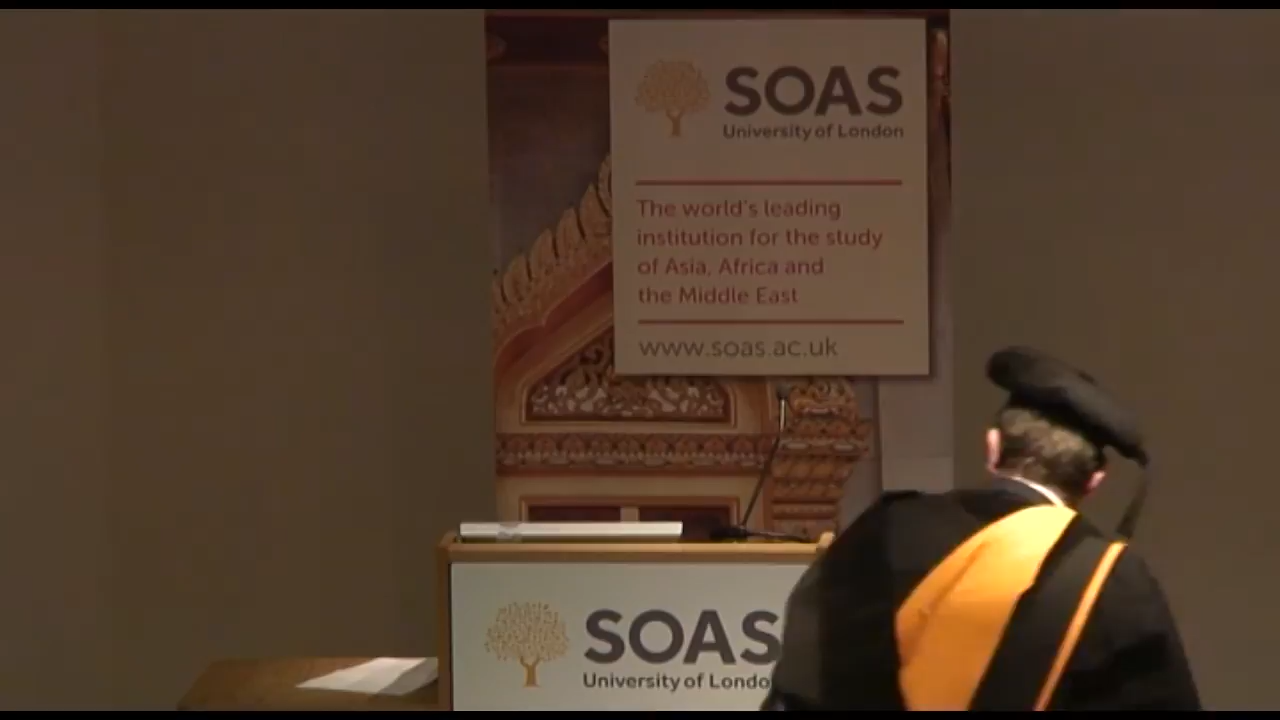 SOAS
University of London
The world's leading
institution for the study
of Asia, Africa and
the Middle East
www.soas.ac.uk
SOAS
University of Londo